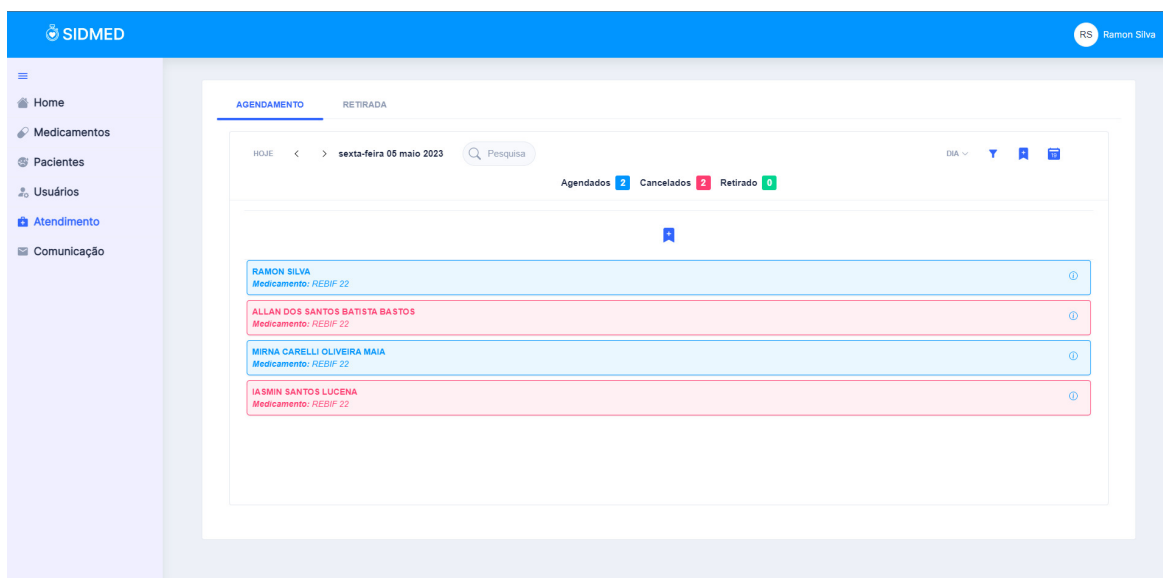 SIDMED
RS Ramon Silva
Home
Medicamentos
Pacientes
Usuários
Atendimento
Comunicação
AGENDAMENTO RETIRADA
HOJE < > sexta-feira 05 maio 2023 Pesquisa DIA
Agendados 2 Cancelados 2 Retirado 0
RAMON SILVA
Medicamento: REBIF 22
ALLAN DOS SANTOS BATISTA BASTOS
Medicamento: REBIF 22
MIRNA CARELLI OLIVEIRA MAIA
Medicamento: REBIF 22
IASMIN SANTOS LUCENA
Medicamento: REBIF 22